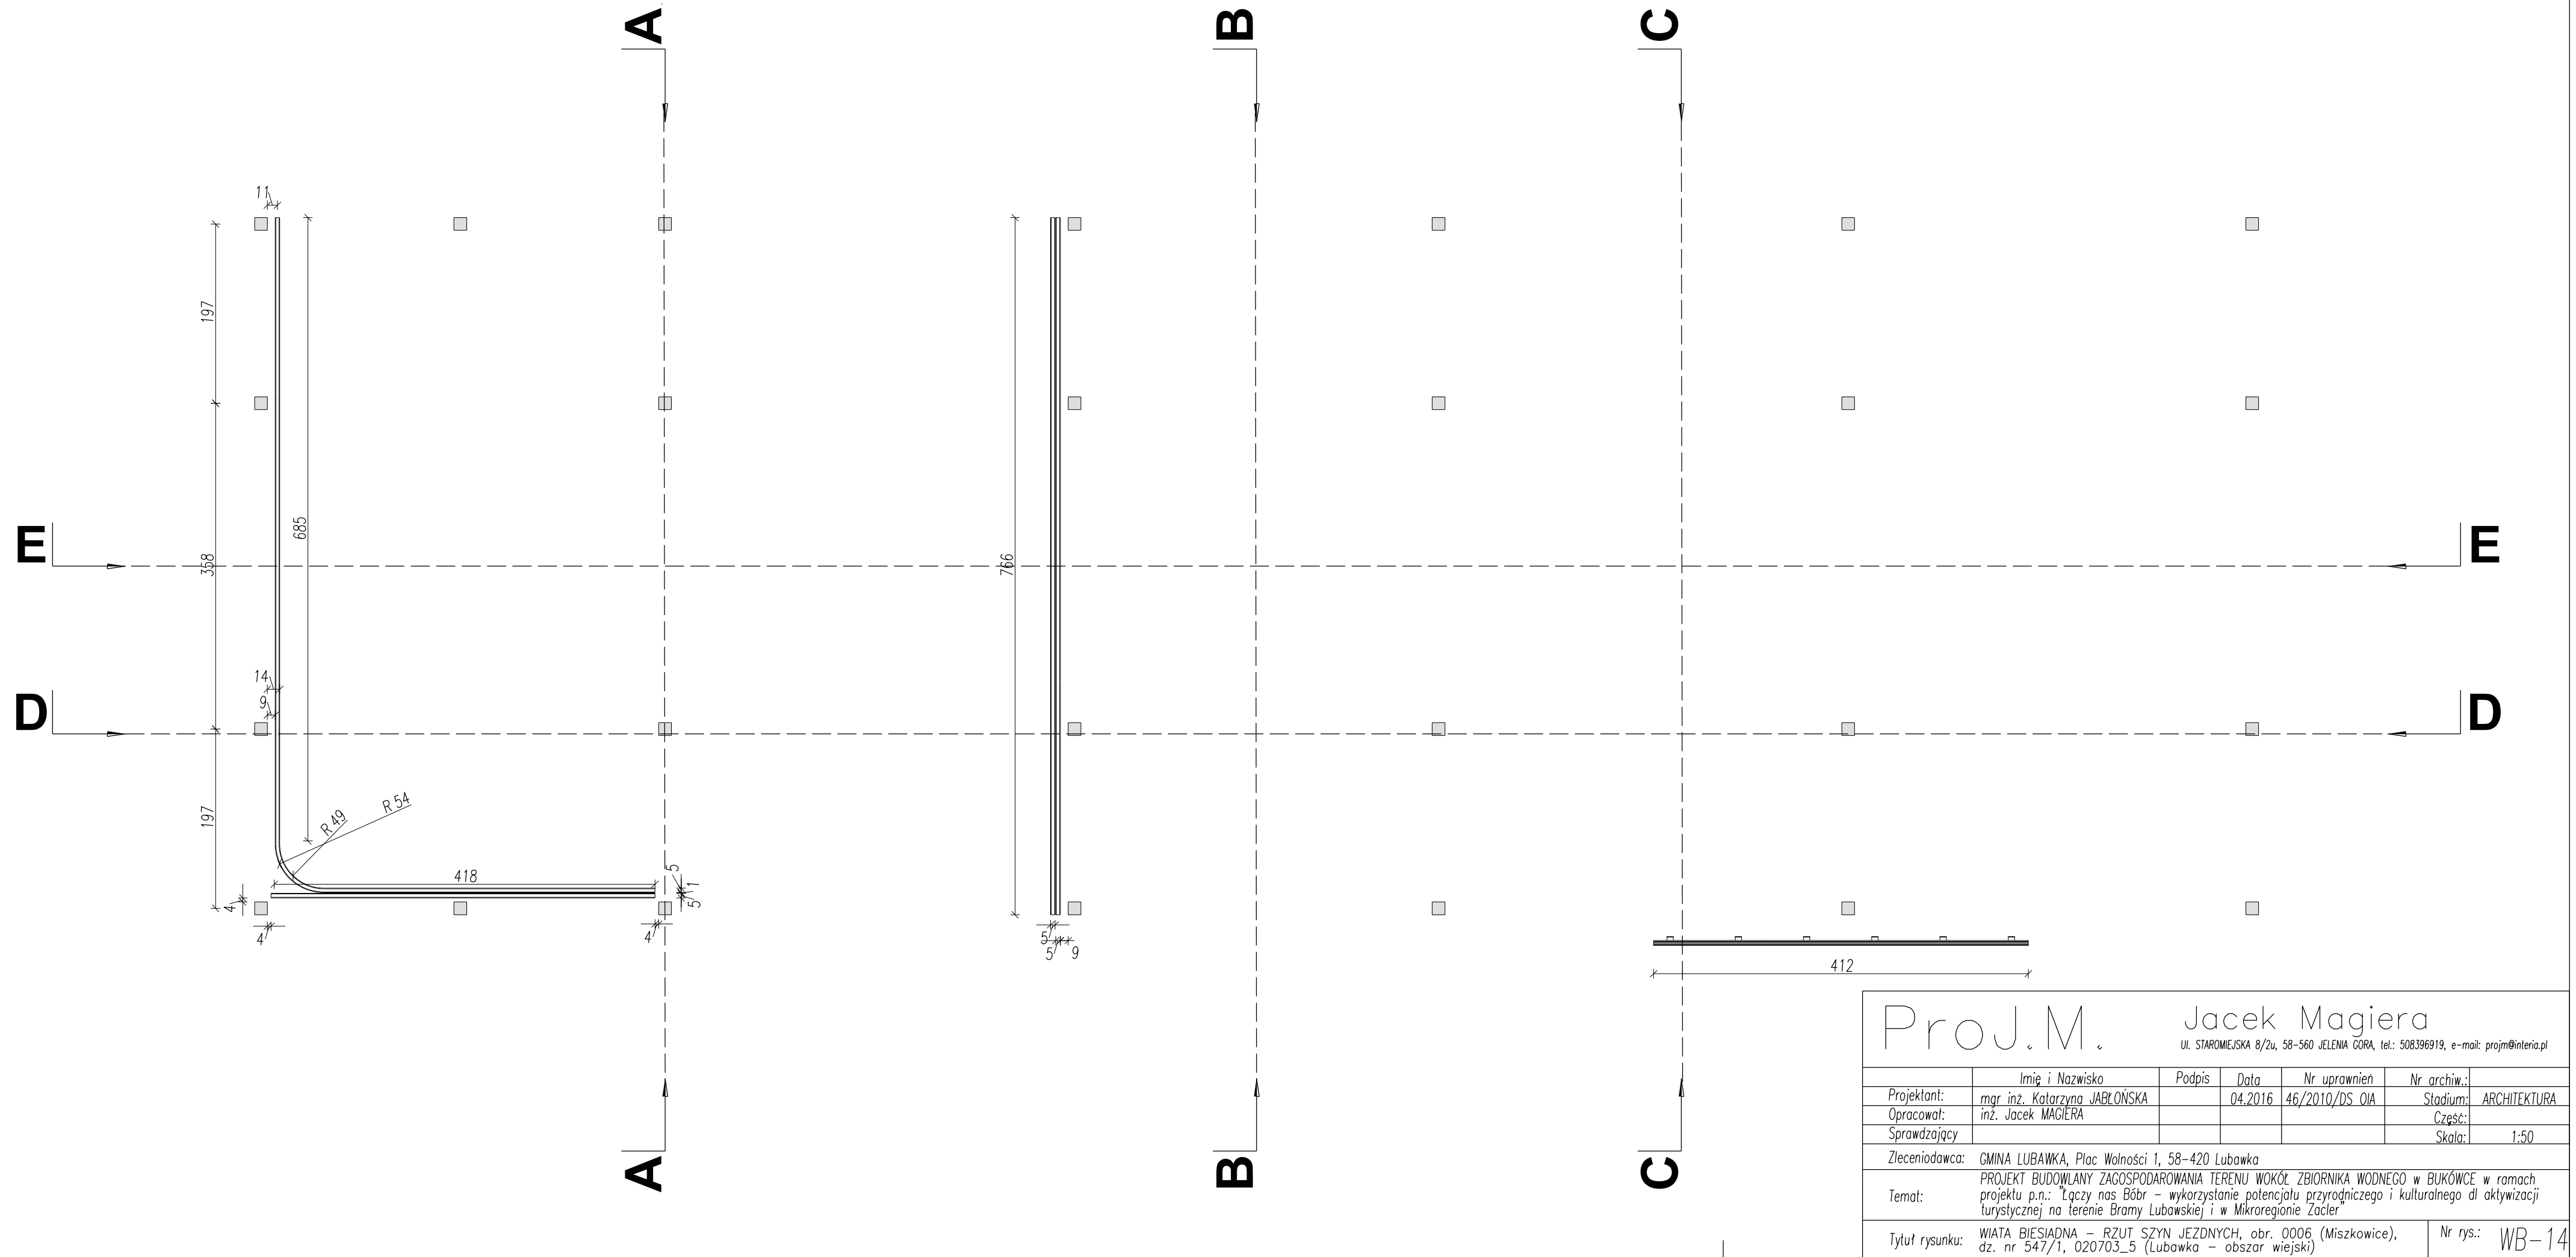 A
B
C
11
197
685
E
358
766
E
14
9
D
D
197
R 49
R 54
418
5
1
5
4
4
4
5
5
9
412
A
B
C
ProJ.M.
Jacek Magiera
Ul. STAROMIEJSKA 8/2u, 58-560 JELENIA GORA, tel.: 508396919, e-mail: projm@interia.pl
Imię i Nazwisko Podpis Data Nr uprawnień Nr archiw.:
Projektant: mgr inż. Katarzyna JABŁOŃSKA 04.2016 46/2010/DS OIA Stadium: ARCHITEKTURA
Opracował: inż. Jacek MAGIERA Część:
Sprawdzający Skala: 1:50
Zleceniodawca: GMINA LUBAWKA, Plac Wolności 1, 58-420 Lubawka
Temat: PROJEKT BUDOWLANY ZAGOSPODAROWANIA TERENU WOKÓŁ ZBIORNIKA WODNEGO w BUKÓWCE w ramach
projektu p.n.: "Łączy nas Bóbr – wykorzystanie potencjału przyrodniczego i kulturalnego dl aktywizacji
turystycznej na terenie Bramy Lubawskiej i w Mikroregionie Zacler"
Tytuł rysunku: WIATA BIESIADNA – RZUT SZYN JEZDNYCH, obr. 0006 (Miszkowice),
dz. nr 547/1, 020703_5 (Lubawka – obszar wiejski)
Nr rys.: WB-14